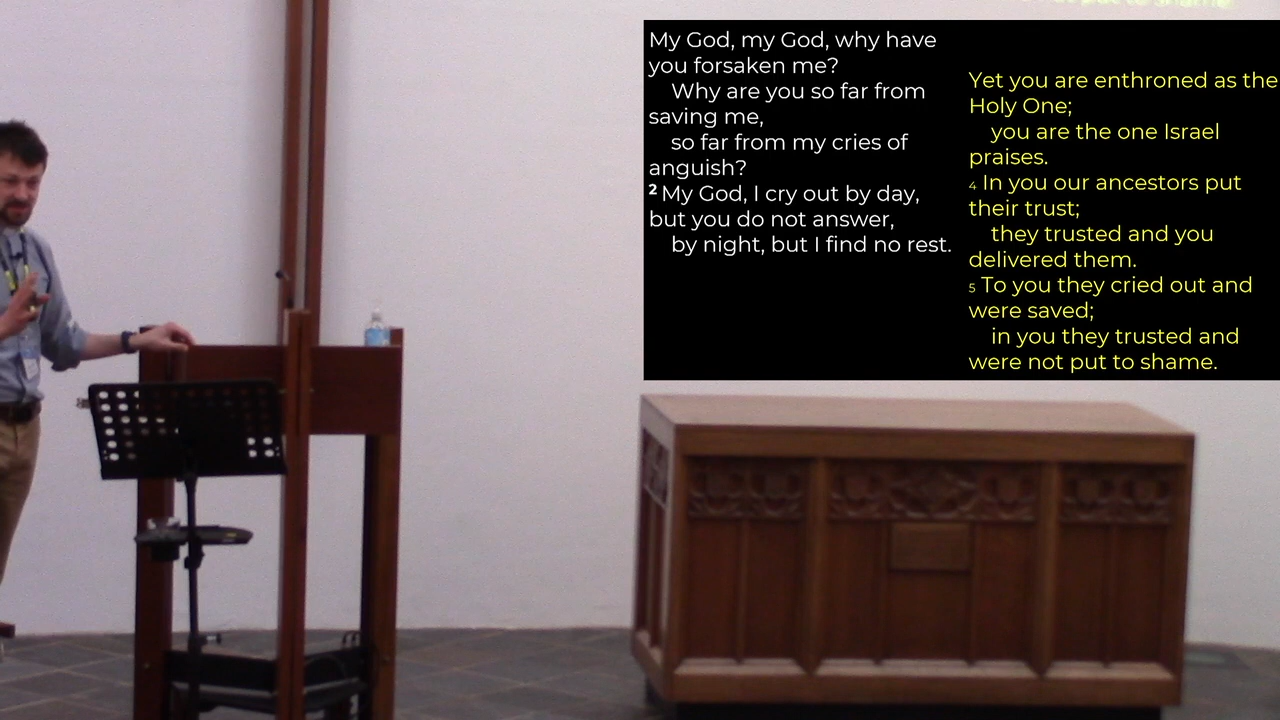 My God, my God, why have
you forsaken me?
Why are you so far from
saving me,
so far from my cries of
anguish?
2 My God, I cry out by day,
but you do not answer,
by night, but I find no rest.
Yet you are enthroned as the
Holy One;
you are the one Israel
praises.
4 In you our ancestors put
their trust;
they trusted and you
delivered them.
5 To you they cried out and
were saved;
in you they trusted and
were not put to shame.
put to shame